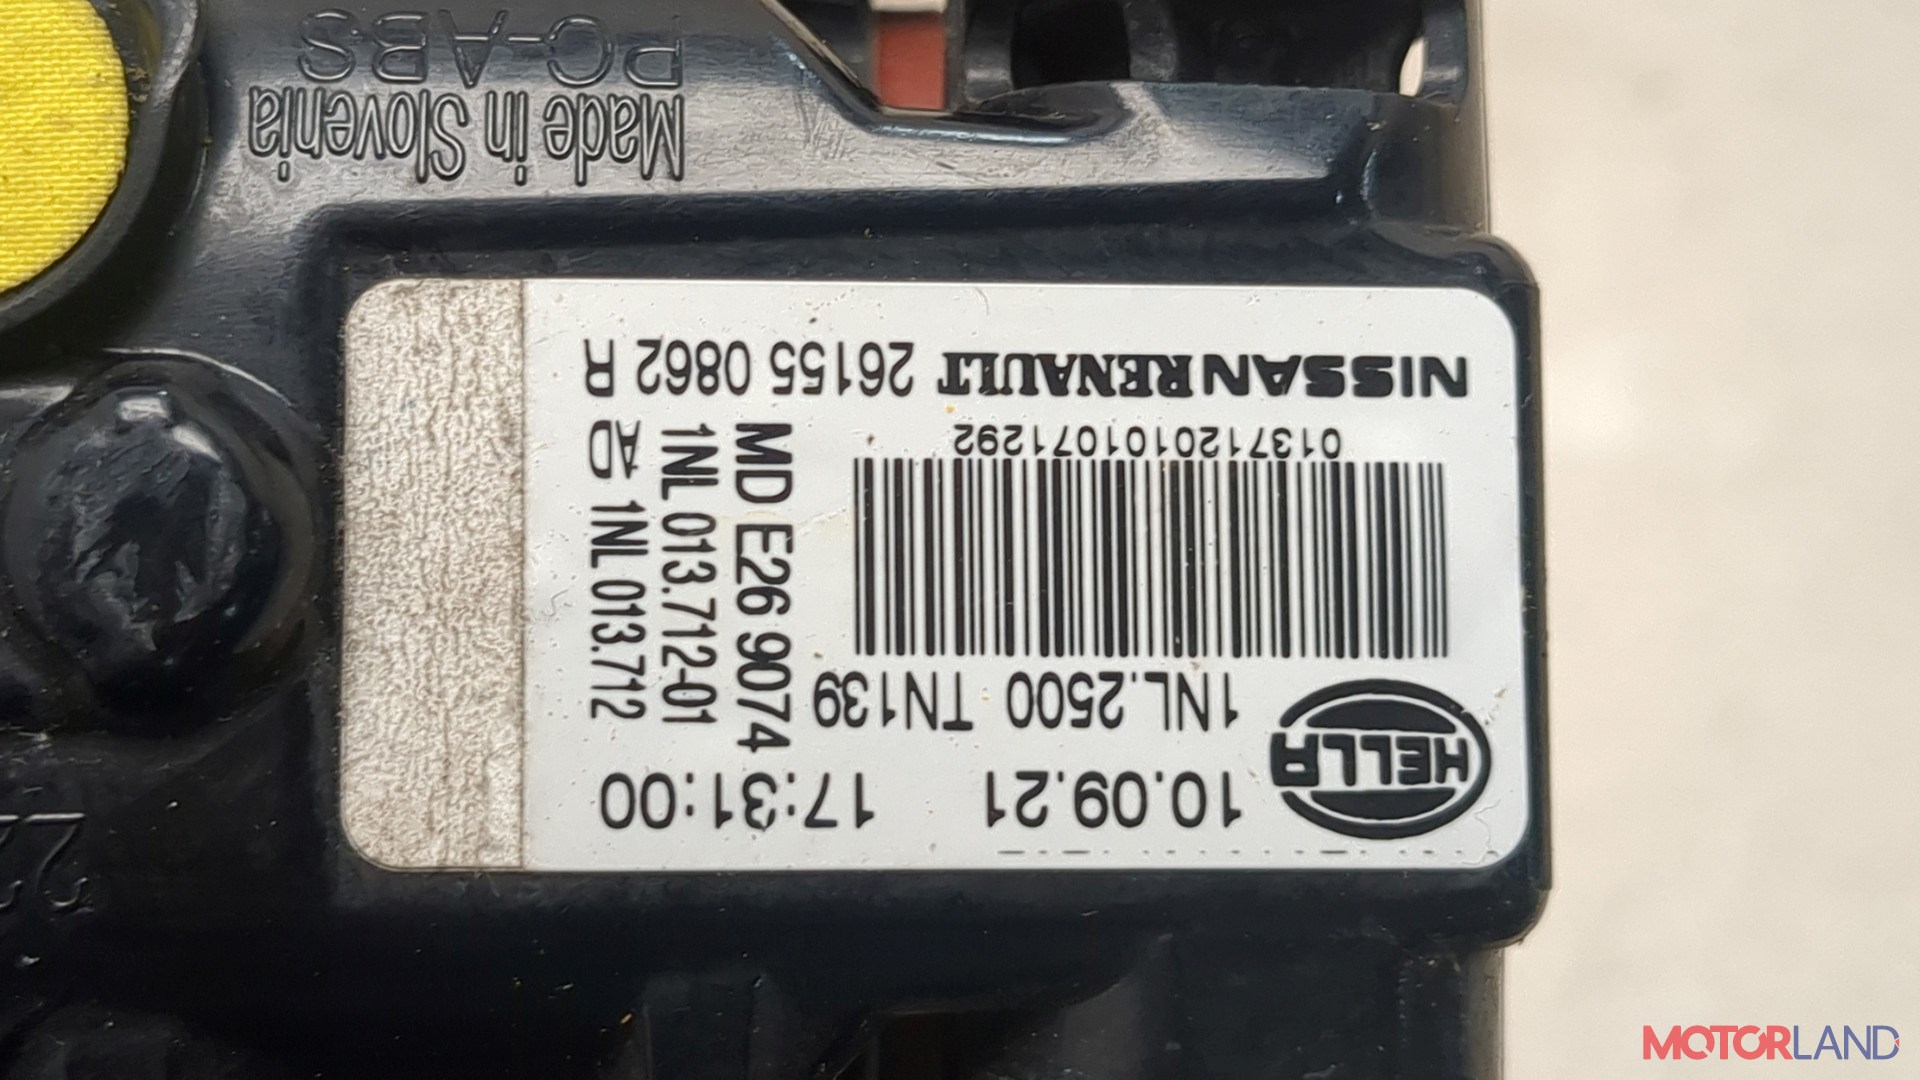 NISSAN RENAULT 26155 0862 R
0137120101071292
1NL.2500 TN139
10.09.21 17:31:00
HELLA
MD E26 9074
1NL 013.712-01
1NL 013.712
Made in Slovenia
PC-ABS
MOTORLAND